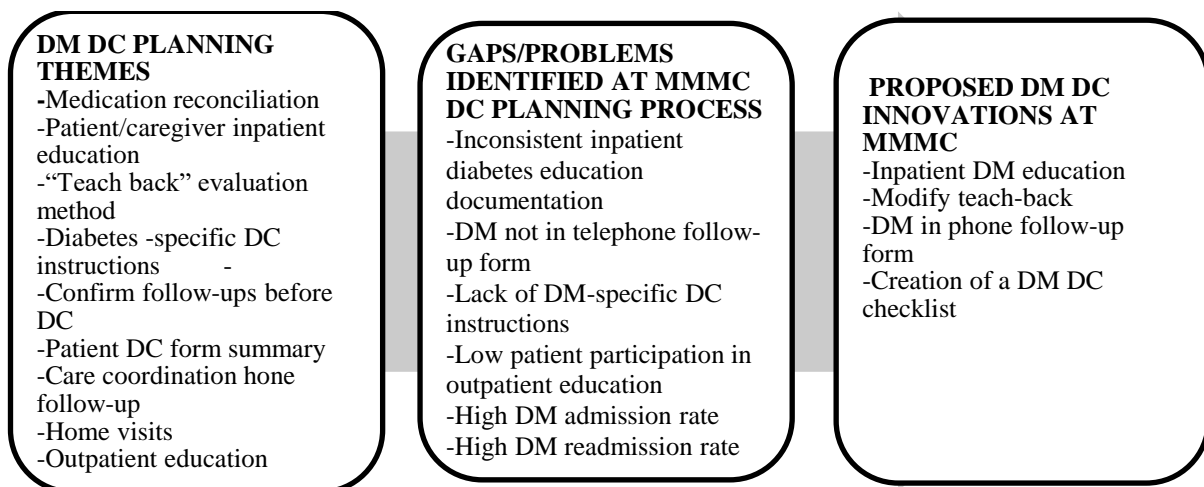 DM DC PLANNING
THEMES
-Medication reconciliation
-Patient/caregiver inpatient
education
-“Teach back” evaluation
method
-Diabetes -specific DC
instructions -
-Confirm follow-ups before
DC
-Patient DC form summary
-Care coordination hone
follow-up
-Home visits
-Outpatient education
GAPS/PROBLEMS
IDENTIFIED AT MMMC
DC PLANNING PROCESS
-Inconsistent inpatient
diabetes education
documentation
-DM not in telephone follow-
up form
-Lack of DM-specific DC
instructions
-Low patient participation in
outpatient education
-High DM admission rate
-High DM readmission rate
PROPOSED DM DC
INNOVATIONS AT
MMMC
-Inpatient DM education
-Modify teach-back
-DM in phone follow-up
form
-Creation of a DM DC
checklist